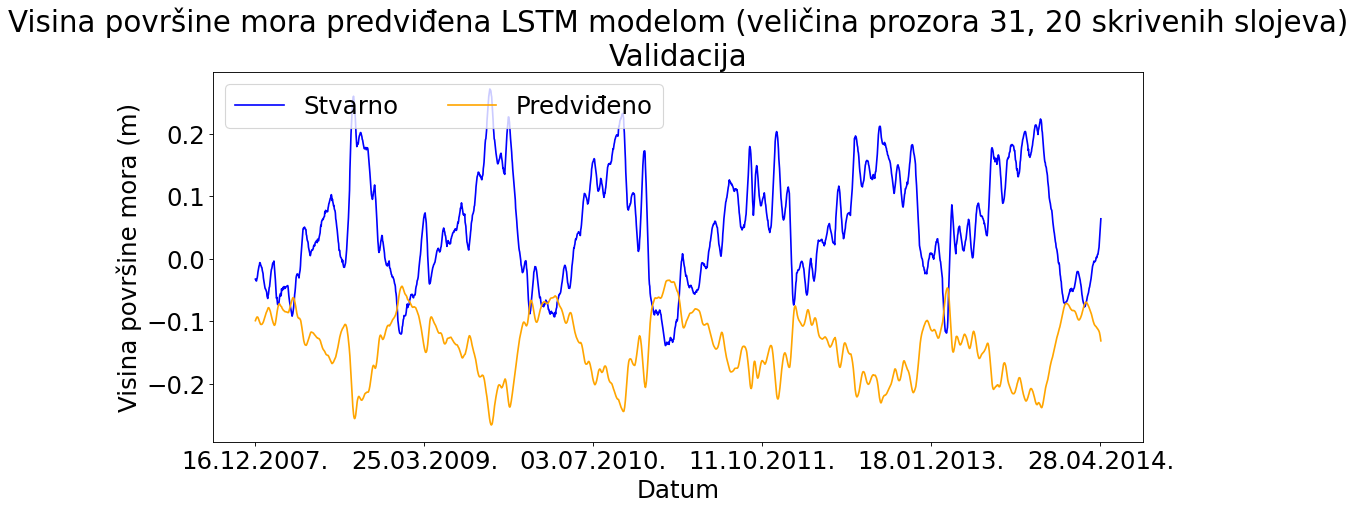 Visina površine mora predviđena LSTM modelom (veličina prozora 31, 20 skrivenih slojeva)
Validacija
Stvarno Predviđeno
Visina površine mora (m)
0.2
0.1
0.0
−0.1
−0.2
16.12.2007. 25.03.2009. 03.07.2010. 11.10.2011. 18.01.2013. 28.04.2014.
Datum